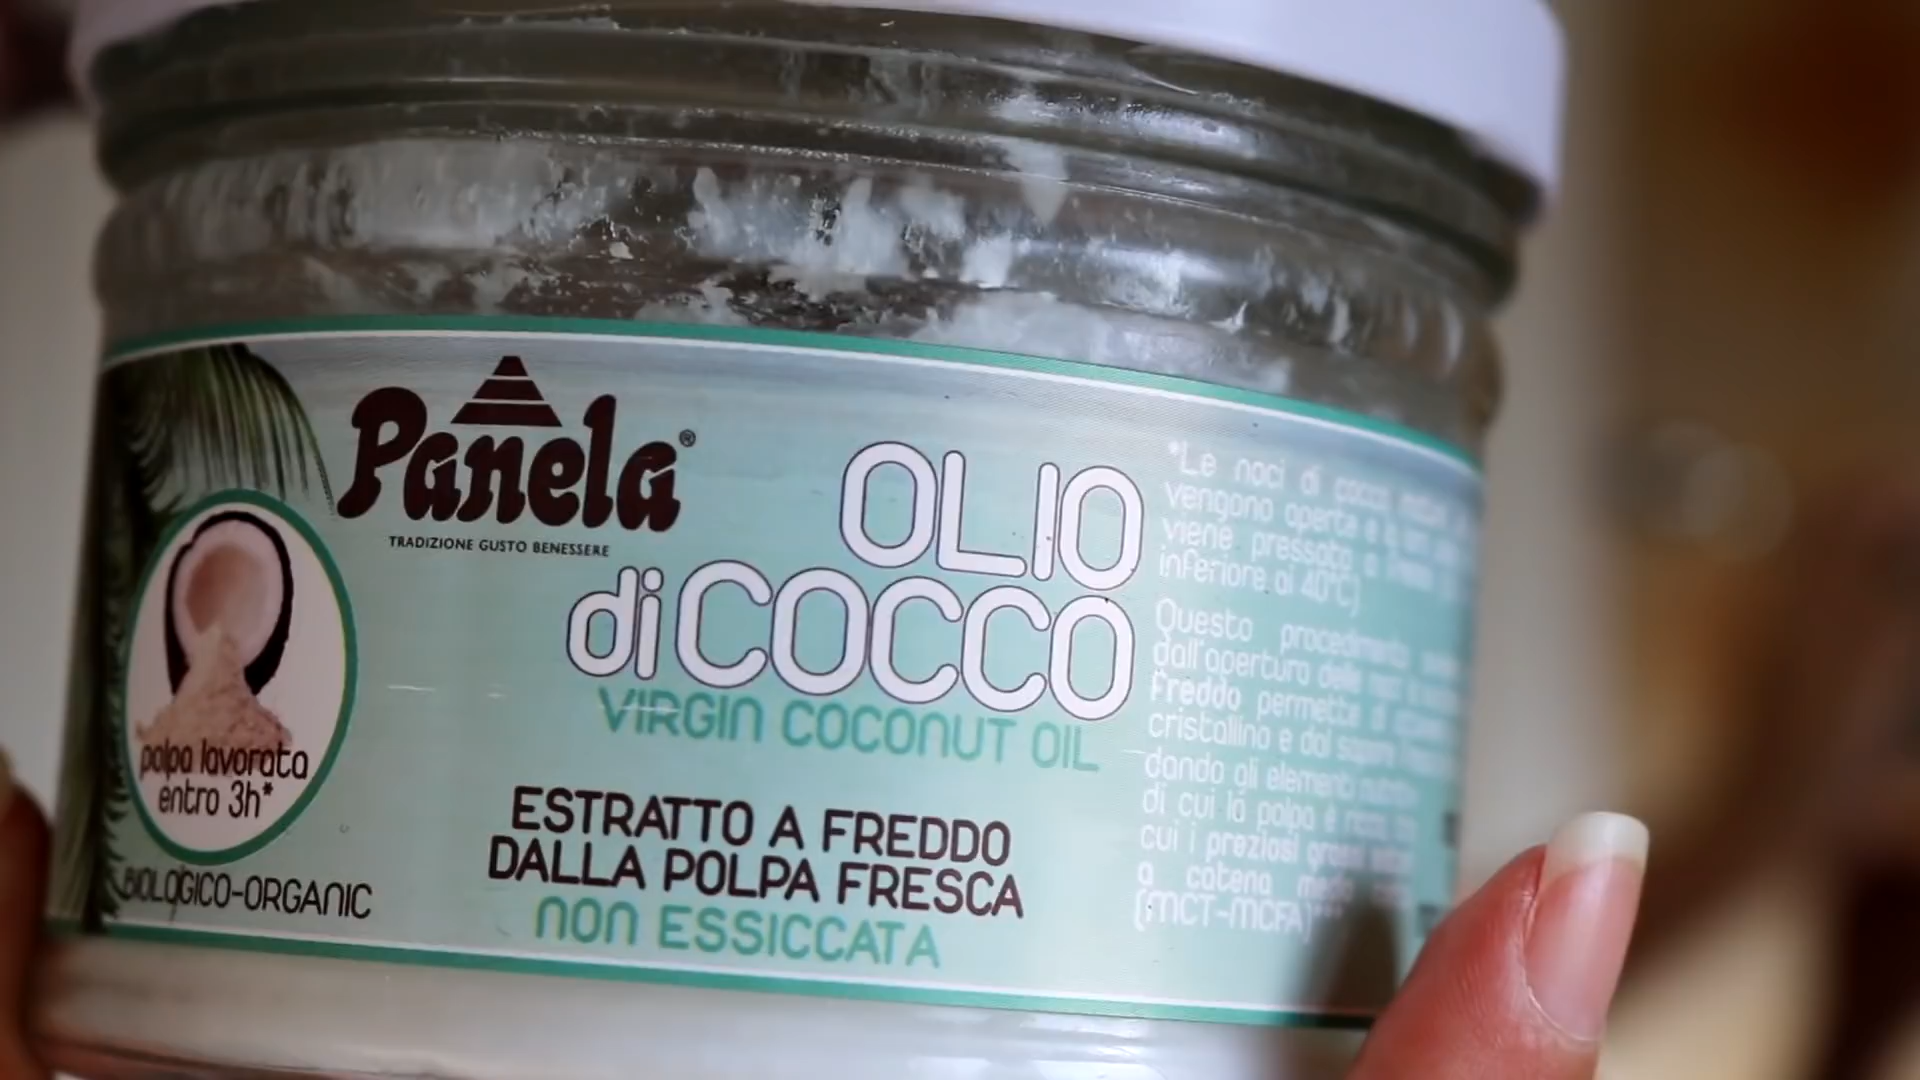 Panela®
TRADIZIONE GUSTO BENESSERE
OLIO
di COCCO
VIRGIN COCONUT OIL
ESTRATTO A FREDDO
DALLA POLPA FRESCA
NON ESSICCATA
polpa lavorata
entro 3h*
BIOLOGICO-ORGANIC
*Le noci di cocco
vengono aperte e
viene pressata a
inferiore ai 40°C)
Questo procedimento
dall'apertura delle
freddo permette di
cristallino e dal sapore
dando gli elementi
di cui la polpa è
cui i preziosi grassi
a catena media
(MCT-MCFA)***